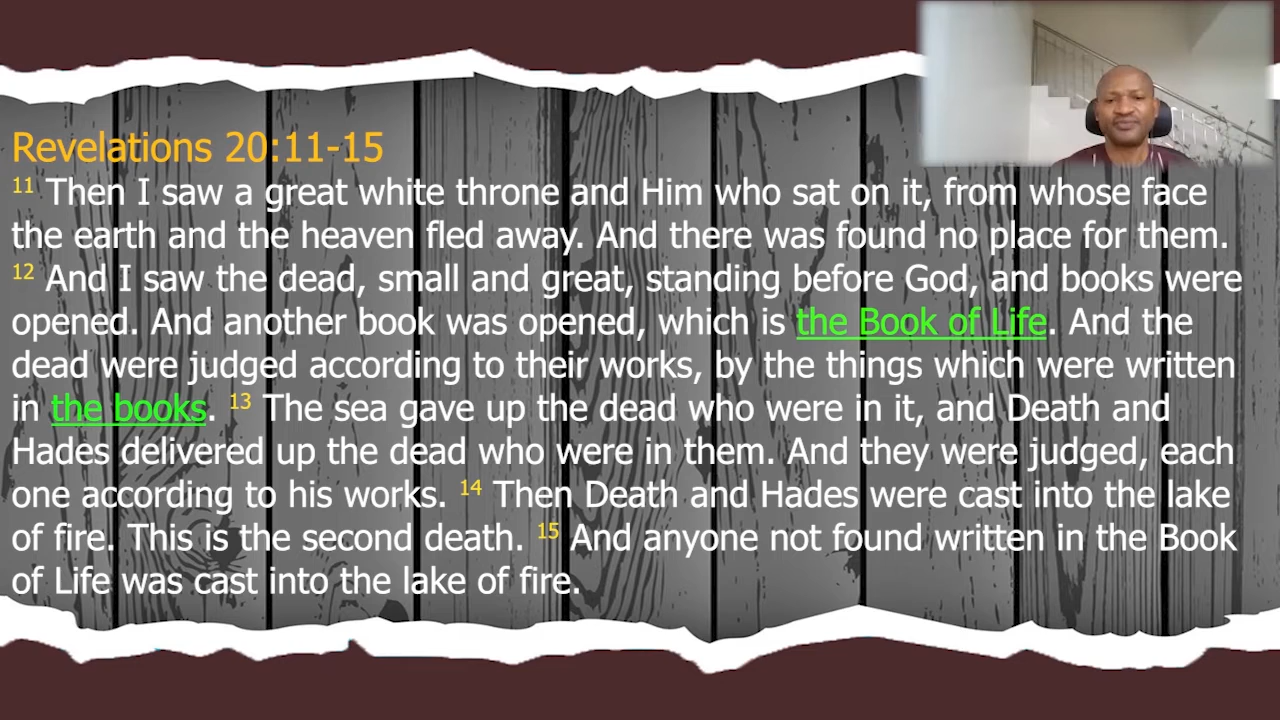 Revelations 20:11-15
11 Then I saw a great white throne and Him who sat on it, from whose face
the earth and the heaven fled away. And there was found no place for them.
12 And I saw the dead, small and great, standing before God, and books were
opened. And another book was opened, which is the Book of Life. And the
dead were judged according to their works, by the things which were written
in the books. 13 The sea gave up the dead who were in it, and Death and
Hades delivered up the dead who were in them. And they were judged, each
one according to his works. 14 Then Death and Hades were cast into the lake
of fire. This is the second death. 15 And anyone not found written in the Book
of Life was cast into the lake of fire.